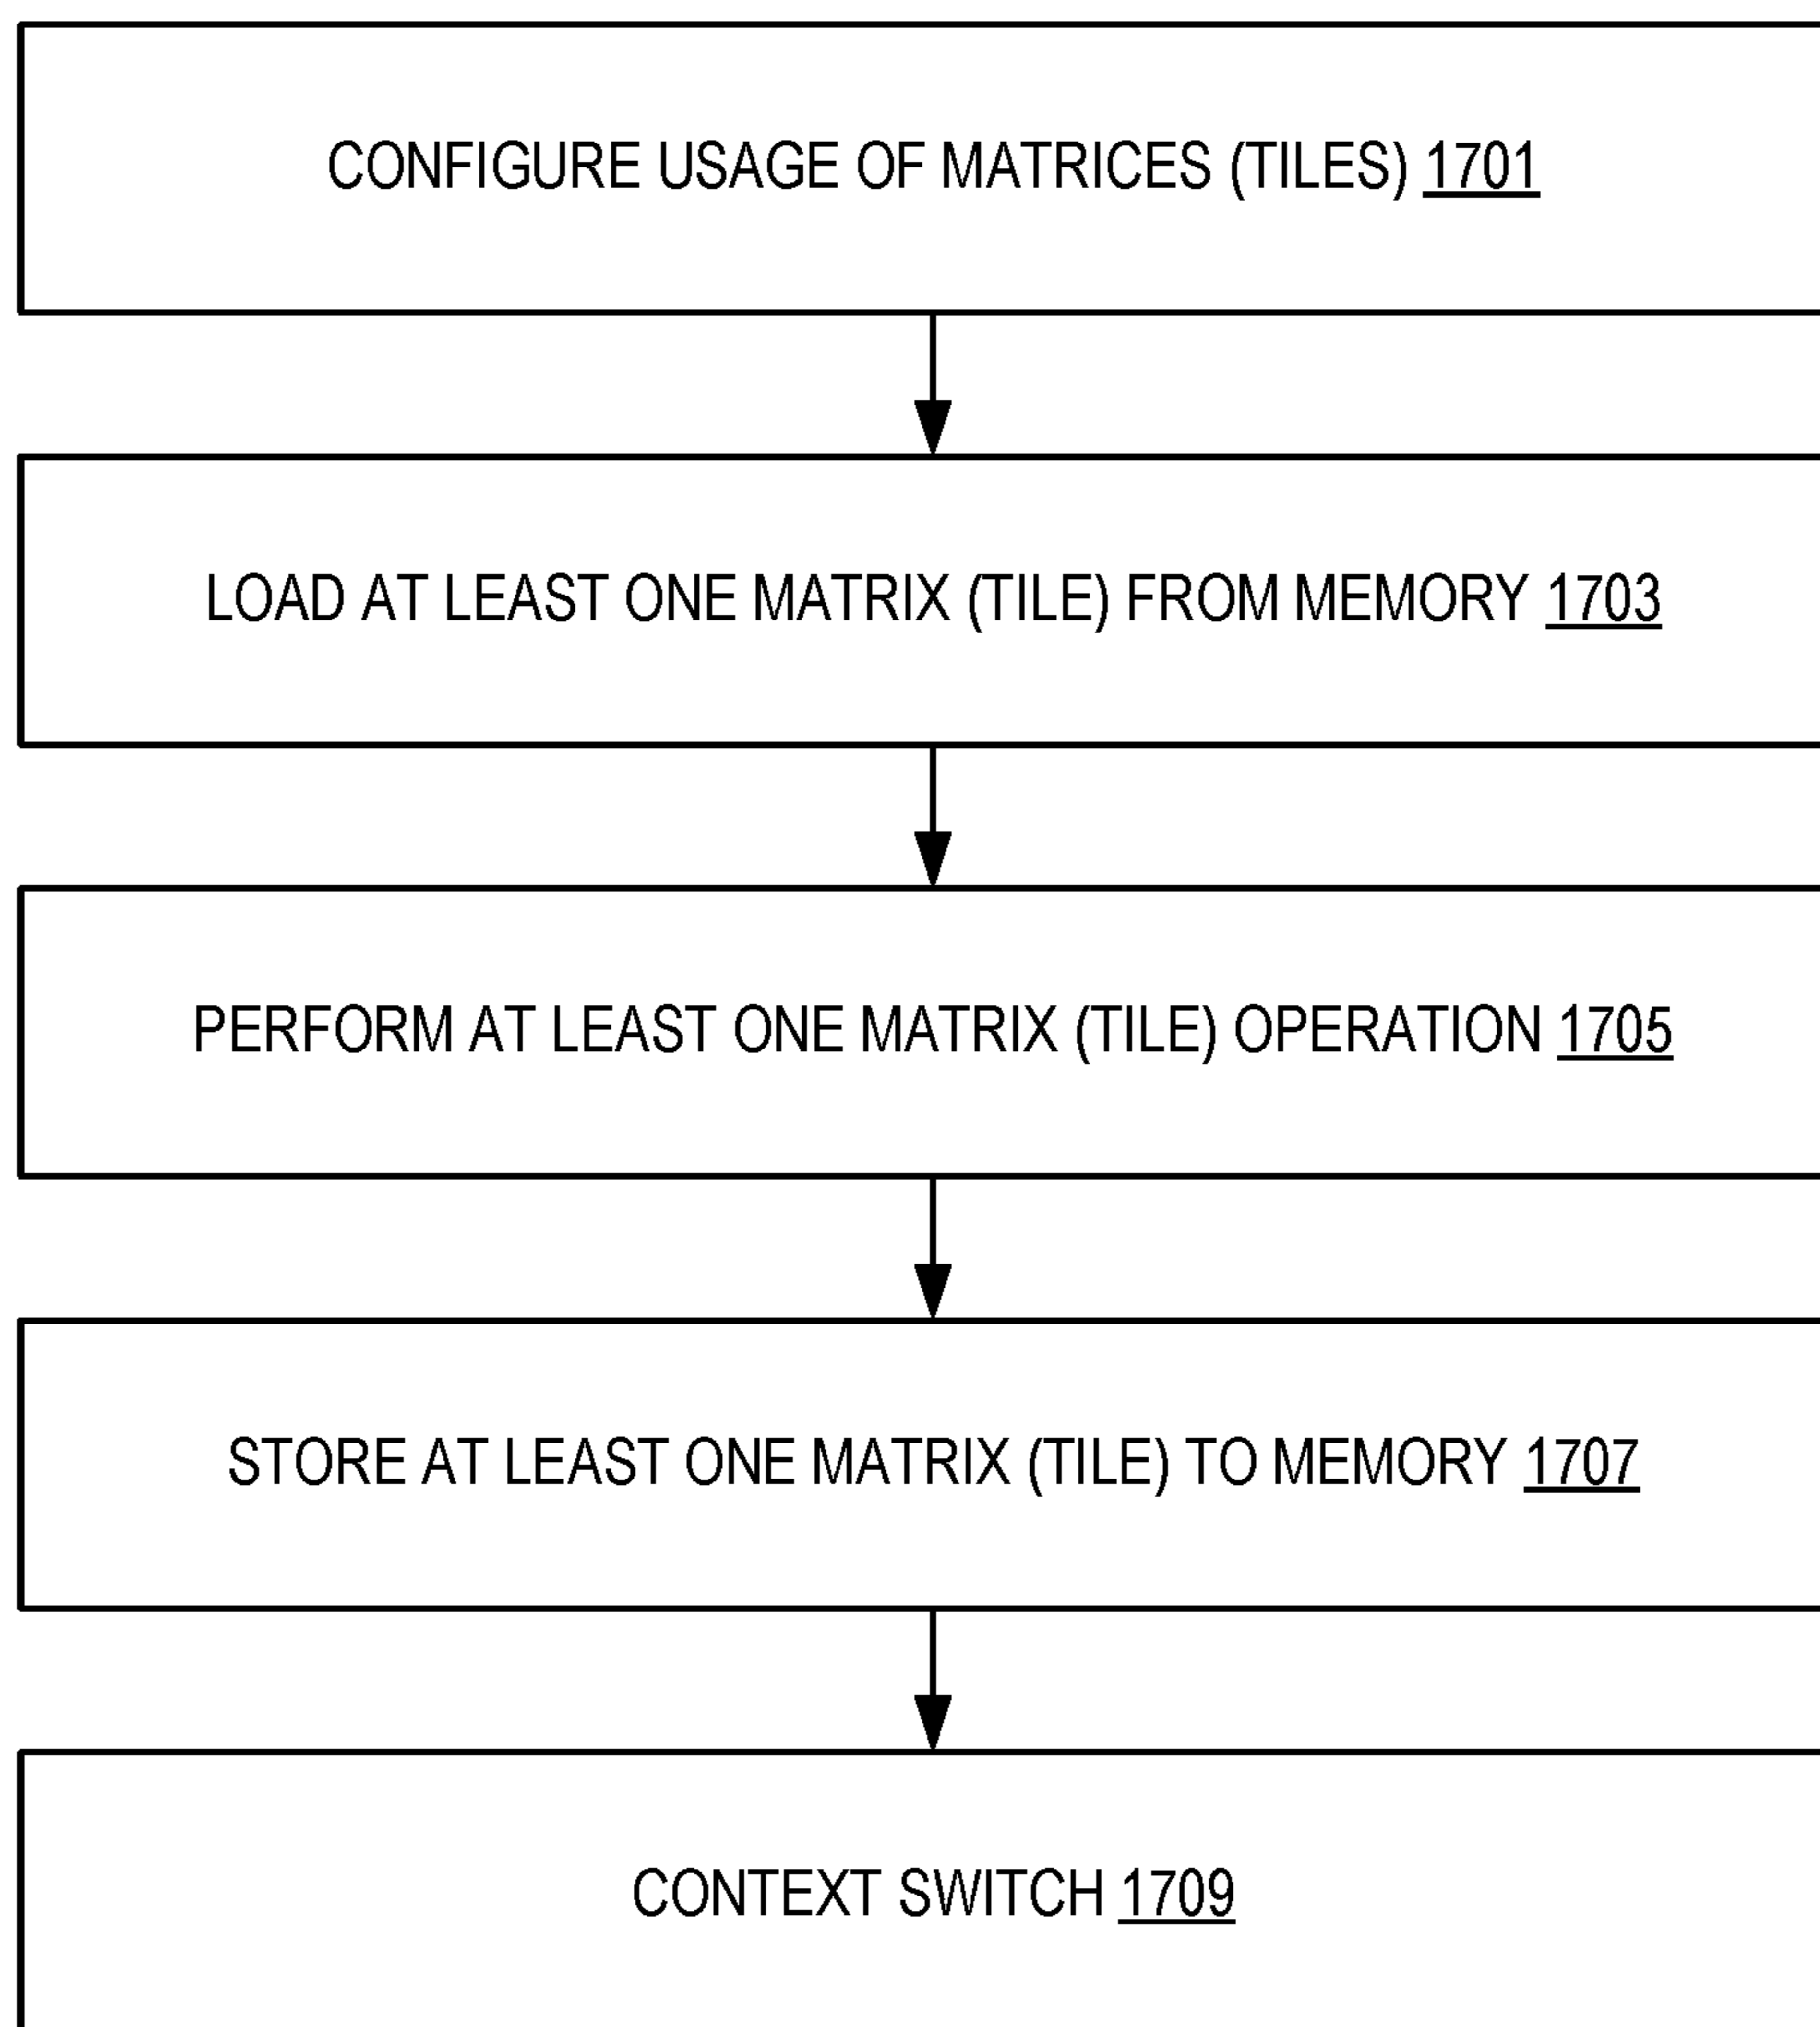 CONFIGURE USAGE OF MATRICES (TILES) 1701
LOAD AT LEAST ONE MATRIX (TILE) FROM MEMORY 1703
PERFORM AT LEAST ONE MATRIX (TILE) OPERATION 1705
STORE AT LEAST ONE MATRIX (TILE) TO MEMORY 1707
CONTEXT SWITCH 1709